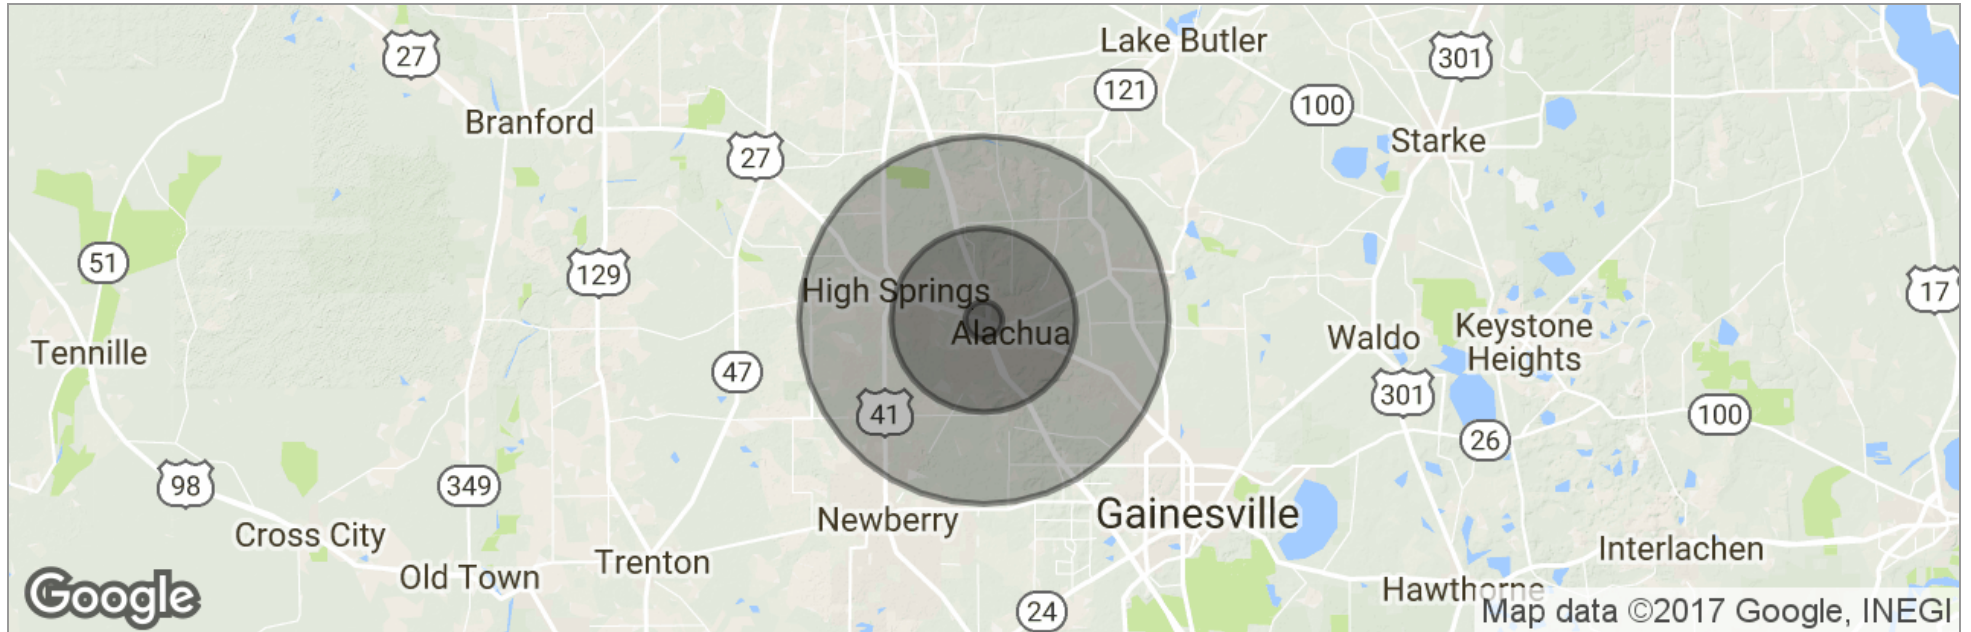 Lake Butler
27
301
121
100
Branford
Starke
27
51
129
High Springs
17
Alachua
Waldo
Keystone
Heights
Tennille
47
301
41
100
26
98
349
Gainesville
Newberry
Cross City
Interlachen
Trenton
Old Town
Hawthorne
Google
24
Map data ©2017 Google, INEGI